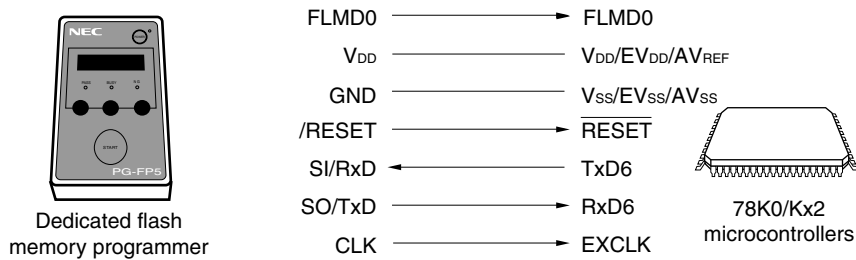 FLMD0 FLMD0
NEC POWER
VDD VDD/EVDD/AVREF
PASS BUSY N.G
GND VSS/EVSS/AVSS
/RESET RESET
START
SI/RxD TxD6
PG-FP5
SO/TxD RxD6
Dedicated flash
memory programmer
78K0/Kx2
microcontrollers
CLK EXCLK